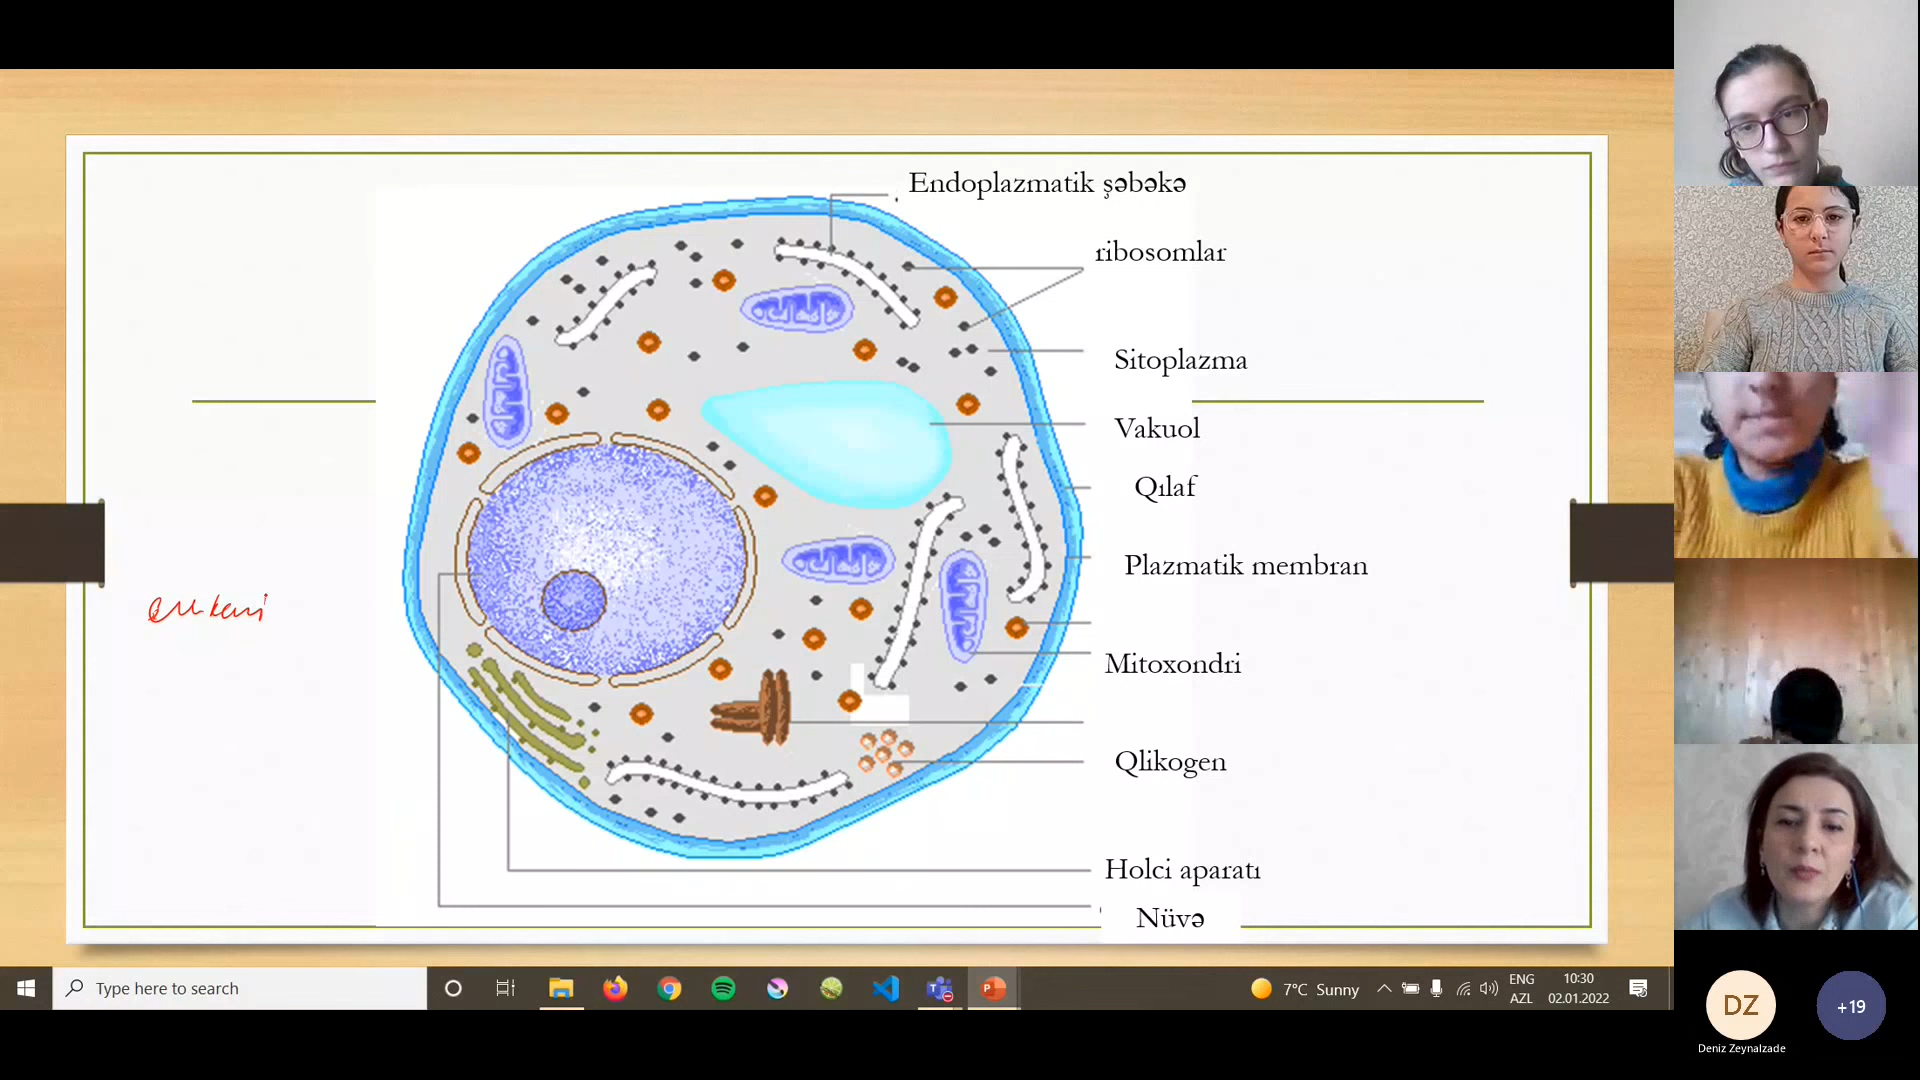 Endoplazmatik şəbəkə
ribosomlar
Sitoplazma
Vakuol
Qılaf
Plazmatik membran
Mitoxondri
Qlikogen
Holci aparatı
Nüvə
Type here to search
7°C Sunny
ENG
AZL
10:30
02.01.2022
DZ
Deniz Zeynalzade
+19